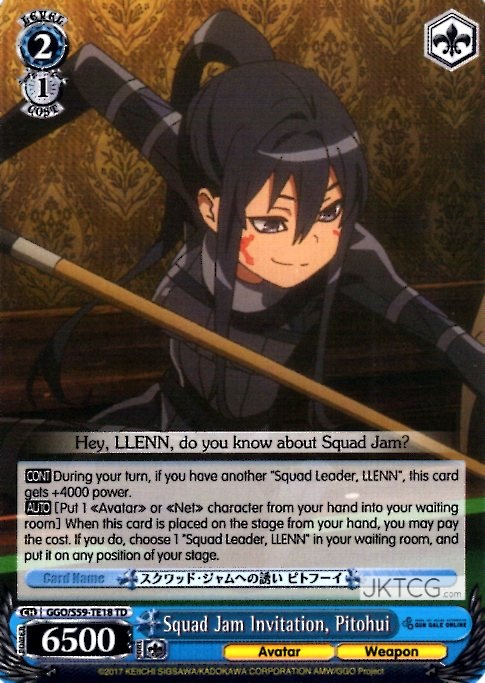 LEVEL
2
1
COST
Hey, LLENN, do you know about Squad Jam?
CONT During your turn, if you have another "Squad Leader, LLENN", this card
gets +4000 power.
AUTO [Put 1 «Avatar» or «Net» character from your hand into your waiting
room] When this card is placed on the stage from your hand, you may pay
the cost. If you do, choose 1 "Squad Leader, LLENN" in your waiting room, and
put it on any position of your stage.
Card Name スクワッド・ジャムへの誘い ピトフーイ
JKTCG.com
CH GGO/S59-TE18 TD
POWER 6500
Squad Jam Invitation, Pitohui
GUN GALE ONLINE
Avatar Weapon
©2017 KEIICHI SIGSAWA/KADOKAWA CORPORATION AMW/GGO Project